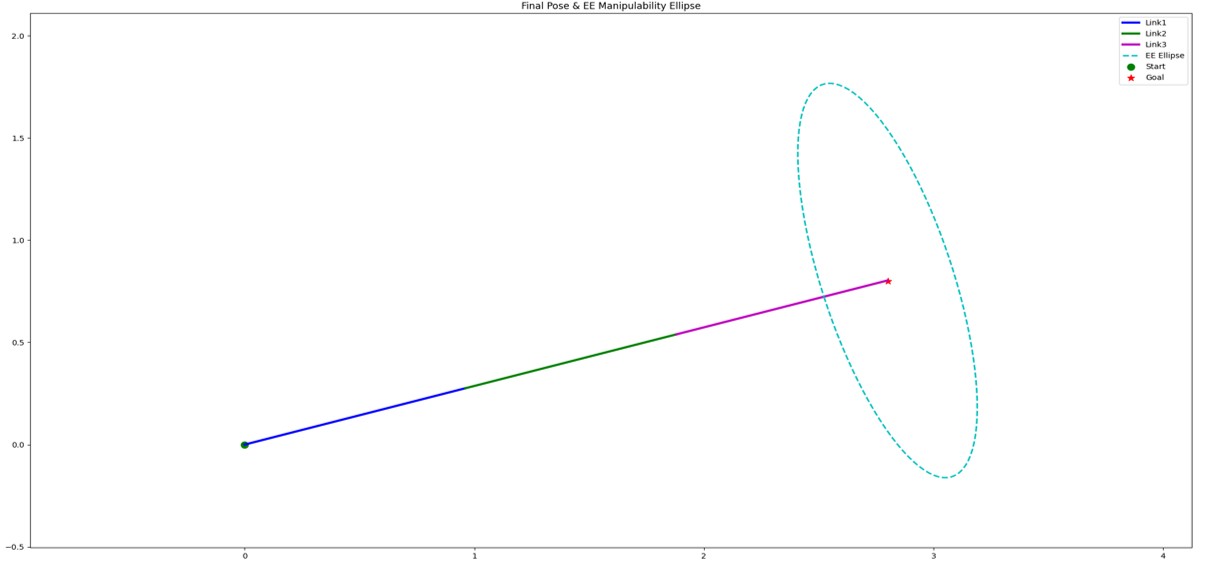 Final Pose & EE Manipulability Ellipse
Link1
Link2
Link3
EE Ellipse
Start
Goal
2.0
1.5
1.0
0.5
0.0
−0.5
0 1 2 3 4